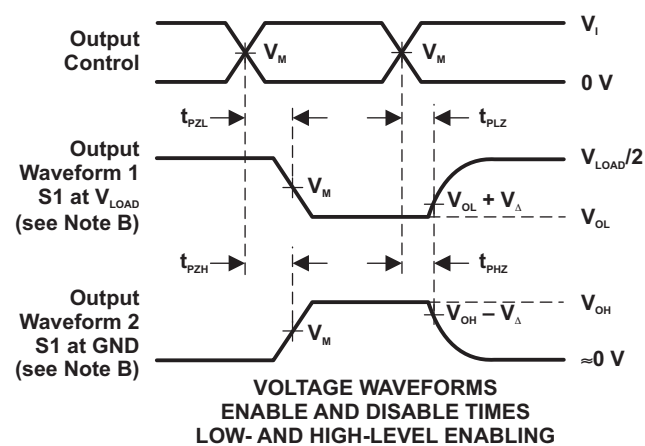 Output
Control
V_M
V_M
V_I
0 V
t_PZL
t_PLZ
Output
Waveform 1
S1 at V_LOAD
(see Note B)
V_M
V_OL + V_Δ
V_LOAD/2
V_OL
t_PZH
t_PHZ
Output
Waveform 2
S1 at GND
(see Note B)
V_M
V_OH – V_Δ
V_OH
≈0 V
VOLTAGE WAVEFORMS
ENABLE AND DISABLE TIMES
LOW- AND HIGH-LEVEL ENABLING